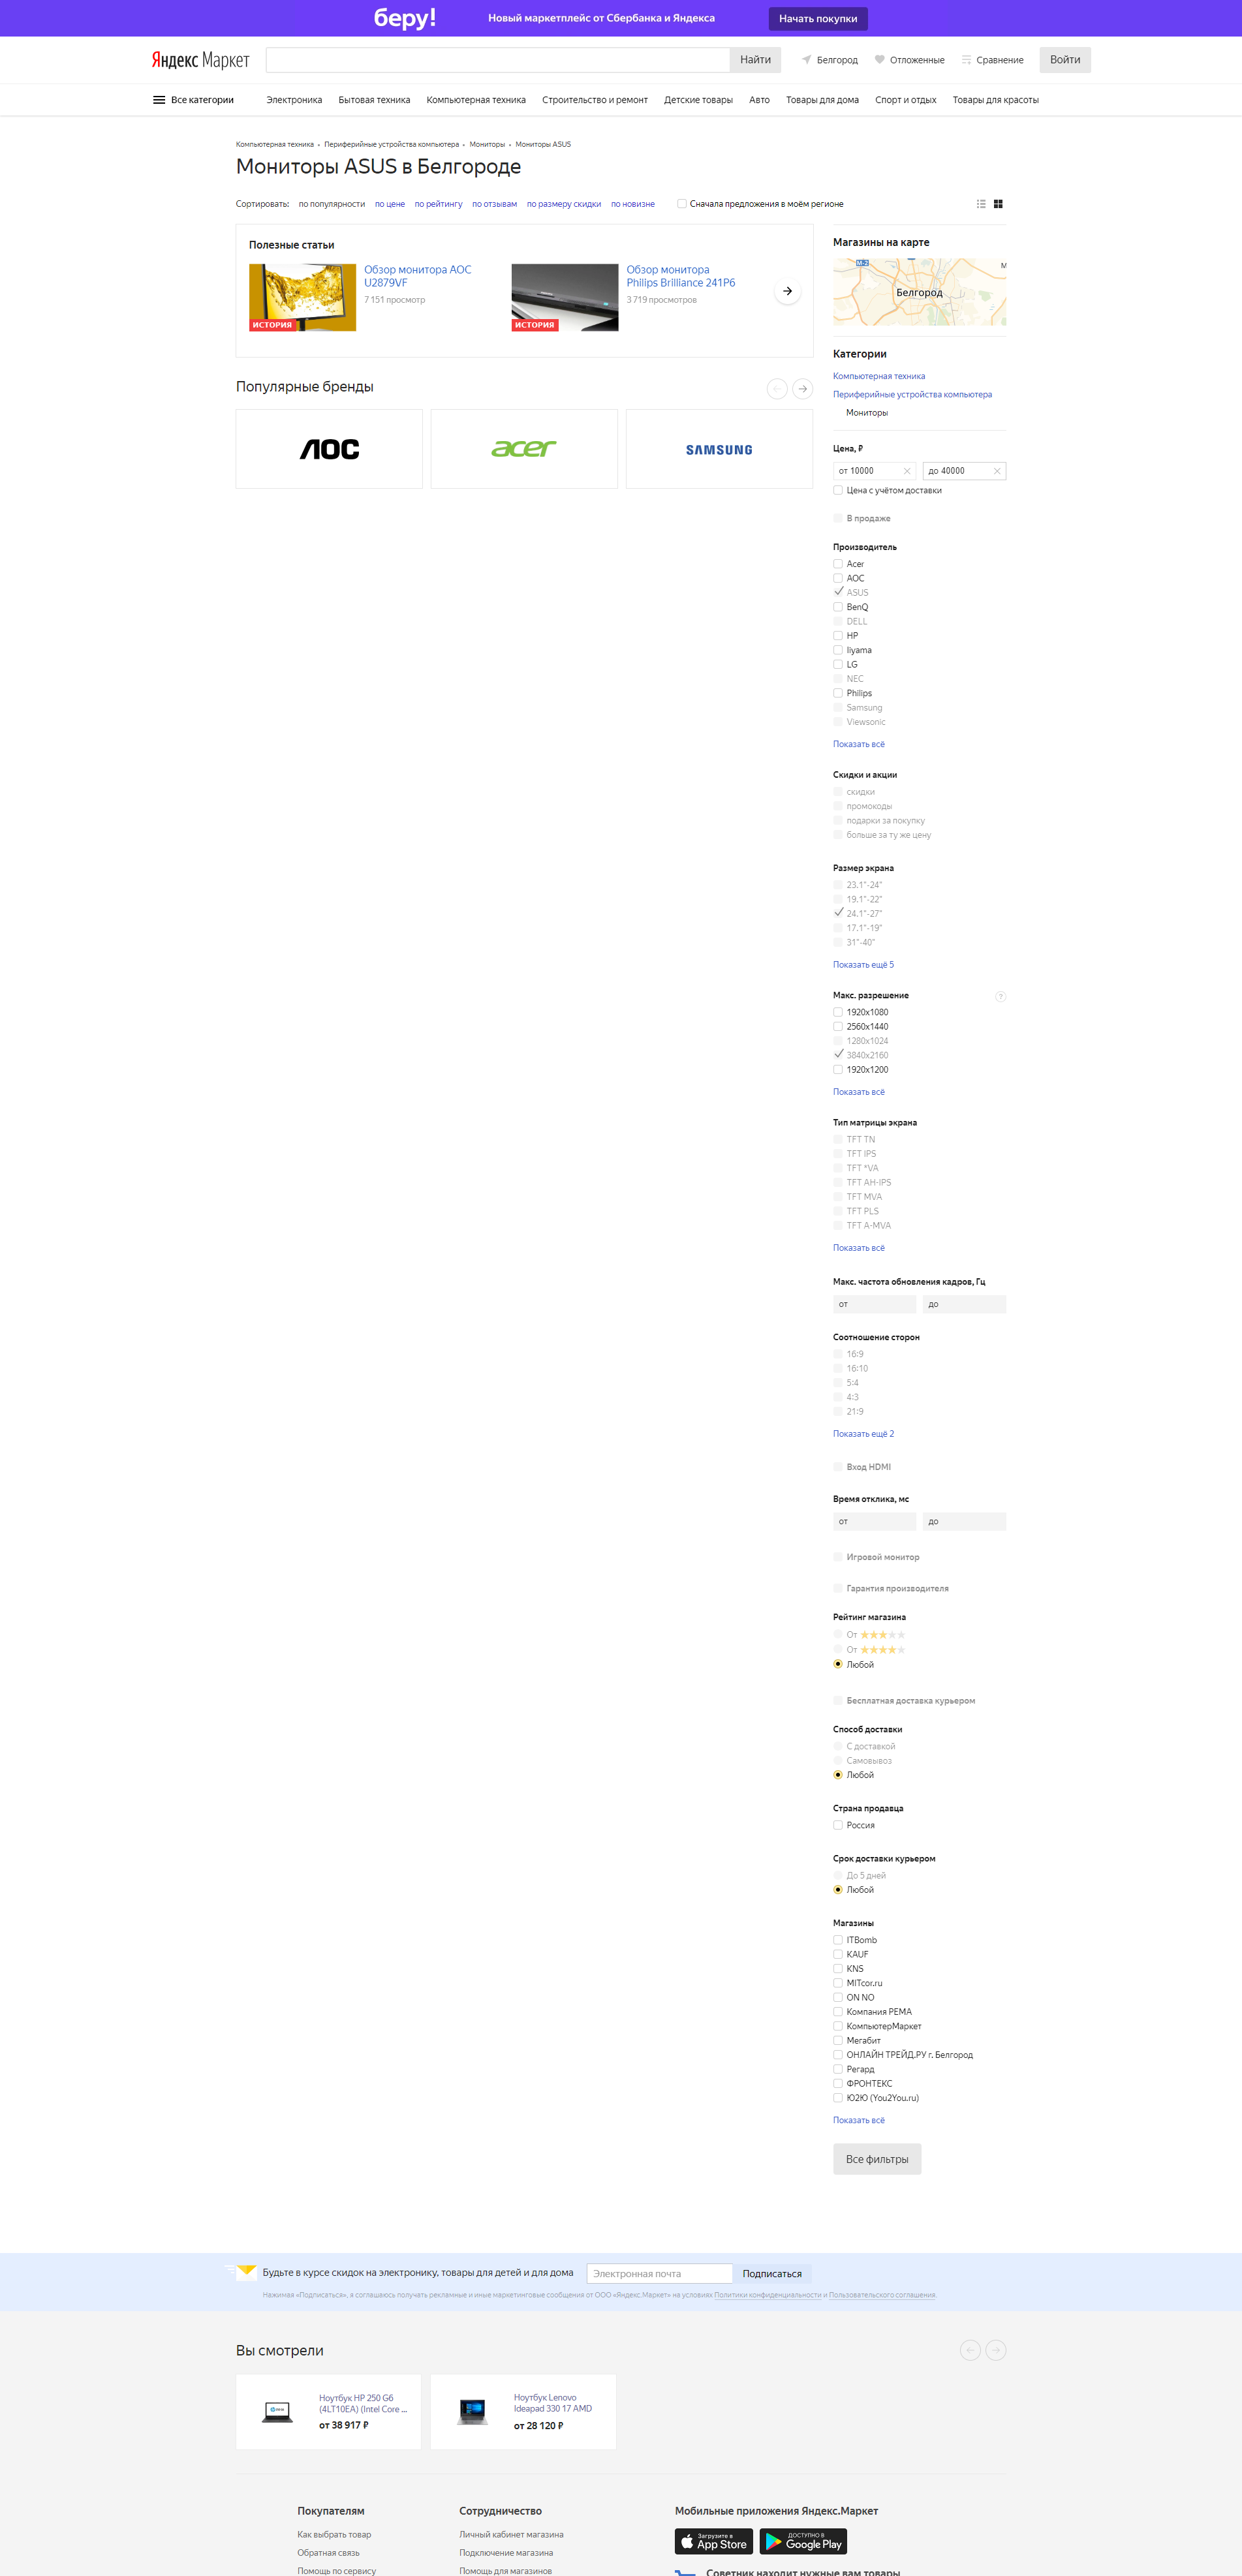 беру! Новый маркетплейс от Сбербанка и Яндекса Начать покупки
Яндекс Маркет Найти Белгород Отложенные Сравнение Войти
Все категории Электроника Бытовая техника Компьютерная техника Строительство и ремонт Детские товары Авто Товары для дома Спорт и отдых Товары для красоты
Компьютерная техника • Периферийные устройства компьютера • Мониторы • Мониторы ASUS
Мониторы ASUS в Белгороде
Сортировать: по популярности по цене по рейтингу по отзывам по размеру скидки по новизне Сначала предложения в моём регионе
Полезные статьи
Обзор монитора AOC
U2879VF
7 151 просмотр
ИСТОРИЯ
Обзор монитора
Philips Brilliance 241P6
3 719 просмотров
ИСТОРИЯ
Популярные бренды
AOC
acer
SAMSUNG
Магазины на карте
М-2
М
Белгород
Категории
Компьютерная техника
Периферийные устройства компьютера
Мониторы
Цена, ₽
от 10000 до 40000
Цена с учётом доставки
В продаже
Производитель
Acer
AOC
ASUS
BenQ
DELL
HP
Iiyama
LG
NEC
Philips
Samsung
Viewsonic
Показать всё
Скидки и акции
скидки
промокоды
подарки за покупку
больше за ту же цену
Размер экрана
23.1"-24"
19.1"-22"
24.1"-27"
17.1"-19"
31"-40"
Показать ещё 5
Макс. разрешение ?
1920x1080
2560x1440
1280x1024
3840x2160
1920x1200
Показать всё
Тип матрицы экрана
TFT TN
TFT IPS
TFT *VA
TFT AH-IPS
TFT MVA
TFT PLS
TFT A-MVA
Показать всё
Макс. частота обновления кадров, Гц
от до
Соотношение сторон
16:9
16:10
5:4
4:3
21:9
Показать ещё 2
Вход HDMI
Время отклика, мс
от до
Игровой монитор
Гарантия производителя
Рейтинг магазина
От ★★★★★
От ★★★★★
Любой
Бесплатная доставка курьером
Способ доставки
С доставкой
Самовывоз
Любой
Страна продавца
Россия
Срок доставки курьером
До 5 дней
Любой
Магазины
ITBomb
KAUF
KNS
MITcor.ru
ON NO
Компания РЕМА
КомпьютерМаркет
Мегабит
ОНЛАЙН ТРЕЙД.РУ г. Белгород
Регард
ФРОНТЕКС
Ю2Ю (You2You.ru)
Показать всё
Все фильтры
Будьте в курсе скидок на электронику, товары для детей и для дома Электронная почта Подписаться
Нажимая «Подписаться», я соглашаюсь получать рекламные и иные маркетинговые сообщения от ООО «Яндекс.Маркет» на условиях Политики конфиденциальности и Пользовательского соглашения.
Вы смотрели
Ноутбук HP 250 G6
(4LT10EA) (Intel Core ...
от 38 917 ₽
Ноутбук Lenovo
Ideapad 330 17 AMD
от 28 120 ₽
Покупателям
Как выбрать товар
Обратная связь
Помощь по сервису
Сотрудничество
Личный кабинет магазина
Подключение магазина
Помощь для магазинов
Мобильные приложения Яндекс.Маркет
Загрузите в
App Store
ДОСТУПНО В
Google Play
Советник находит нужные вам товары